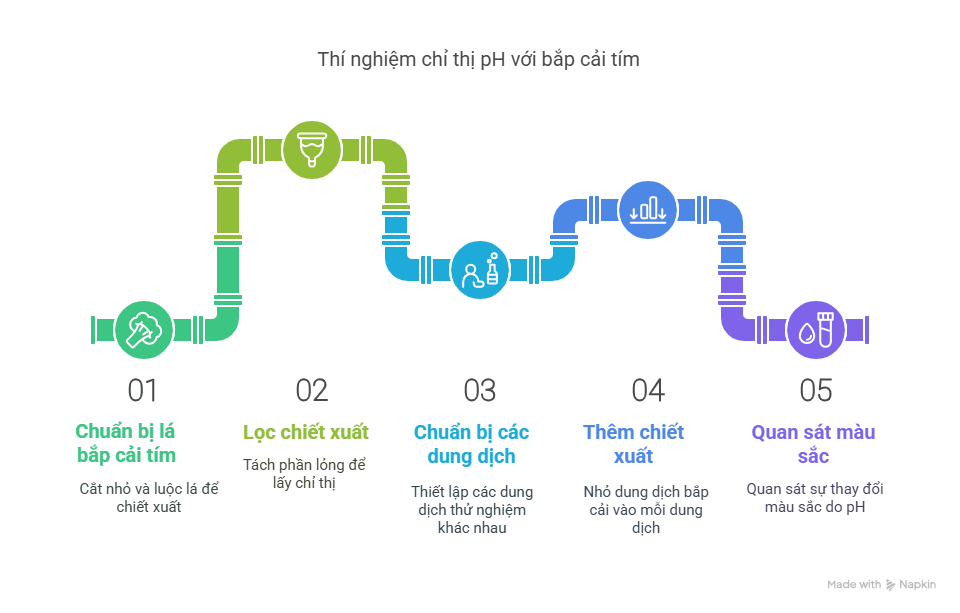 Thí nghiệm chỉ thị pH với bắp cải tím
01
Chuẩn bị lá
bắp cải tím
Cắt nhỏ và luộc lá để
chiết xuất
02
Lọc chiết xuất
Tách phần lỏng để
lấy chỉ thị
03
Chuẩn bị các
dung dịch
Thiết lập các dung
dịch thử nghiệm
khác nhau
04
Thêm chiết
xuất
Nhỏ dung dịch bắp
cải vào mỗi dung
dịch
05
Quan sát màu
sắc
Quan sát sự thay đổi
màu sắc do pH
Made with Napkin